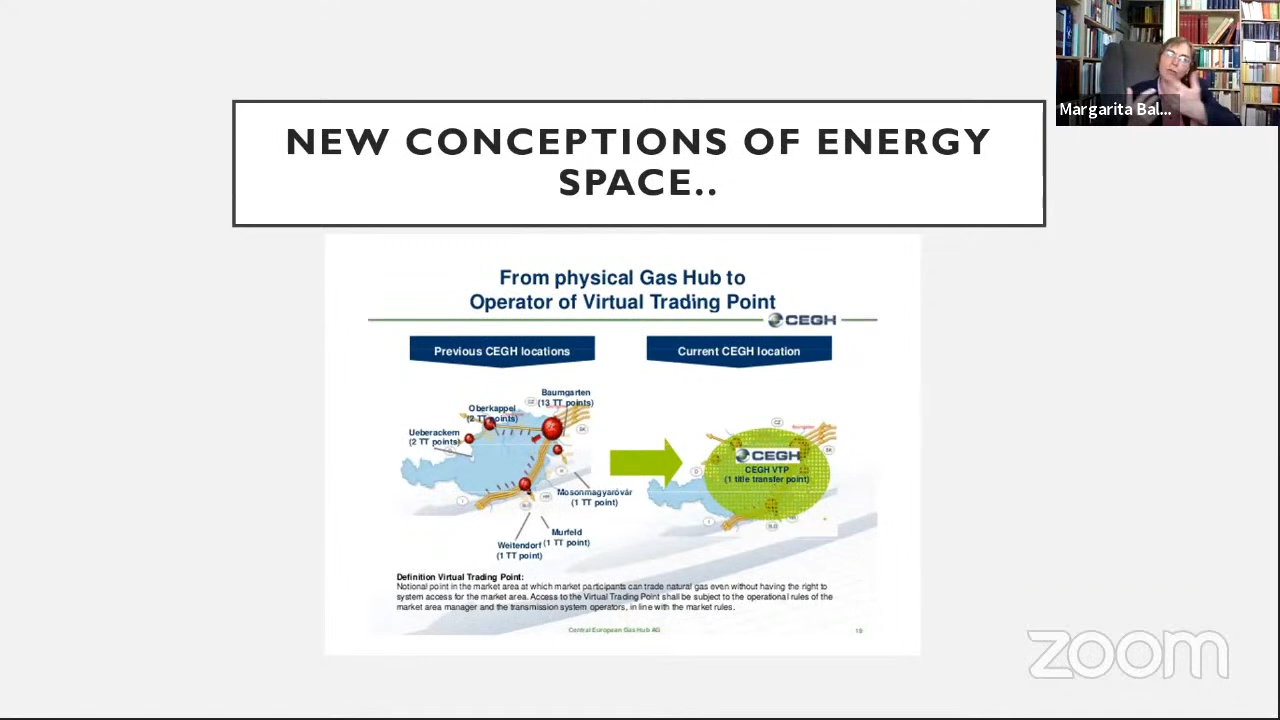 Margarita Bal...
NEW CONCEPTIONS OF ENERGY
SPACE..
From physical Gas Hub to
Operator of Virtual Trading Point
CEGH
Previous CEGH locations
Current CEGH location
Baumgarten
(13 TT points)
Oberkappel
(2 TT points)
Ueberackern
(2 TT points)
Mosonmagyaróvár
(1 TT point)
Murfeld
(1 TT point)
Weitendorf
(1 TT point)
CZ
SK
CEGH
CEGH VTP
(1 title transfer point)
Definition Virtual Trading Point:
Notional point in the market area at which market participants can trade natural gas even without having the right to
system access for the market area. Access to the Virtual Trading Point shall be subject to the operational rules of the
market area manager and the transmission system operators, in line with the market rules.
Central European Gas Hub AG
zoom